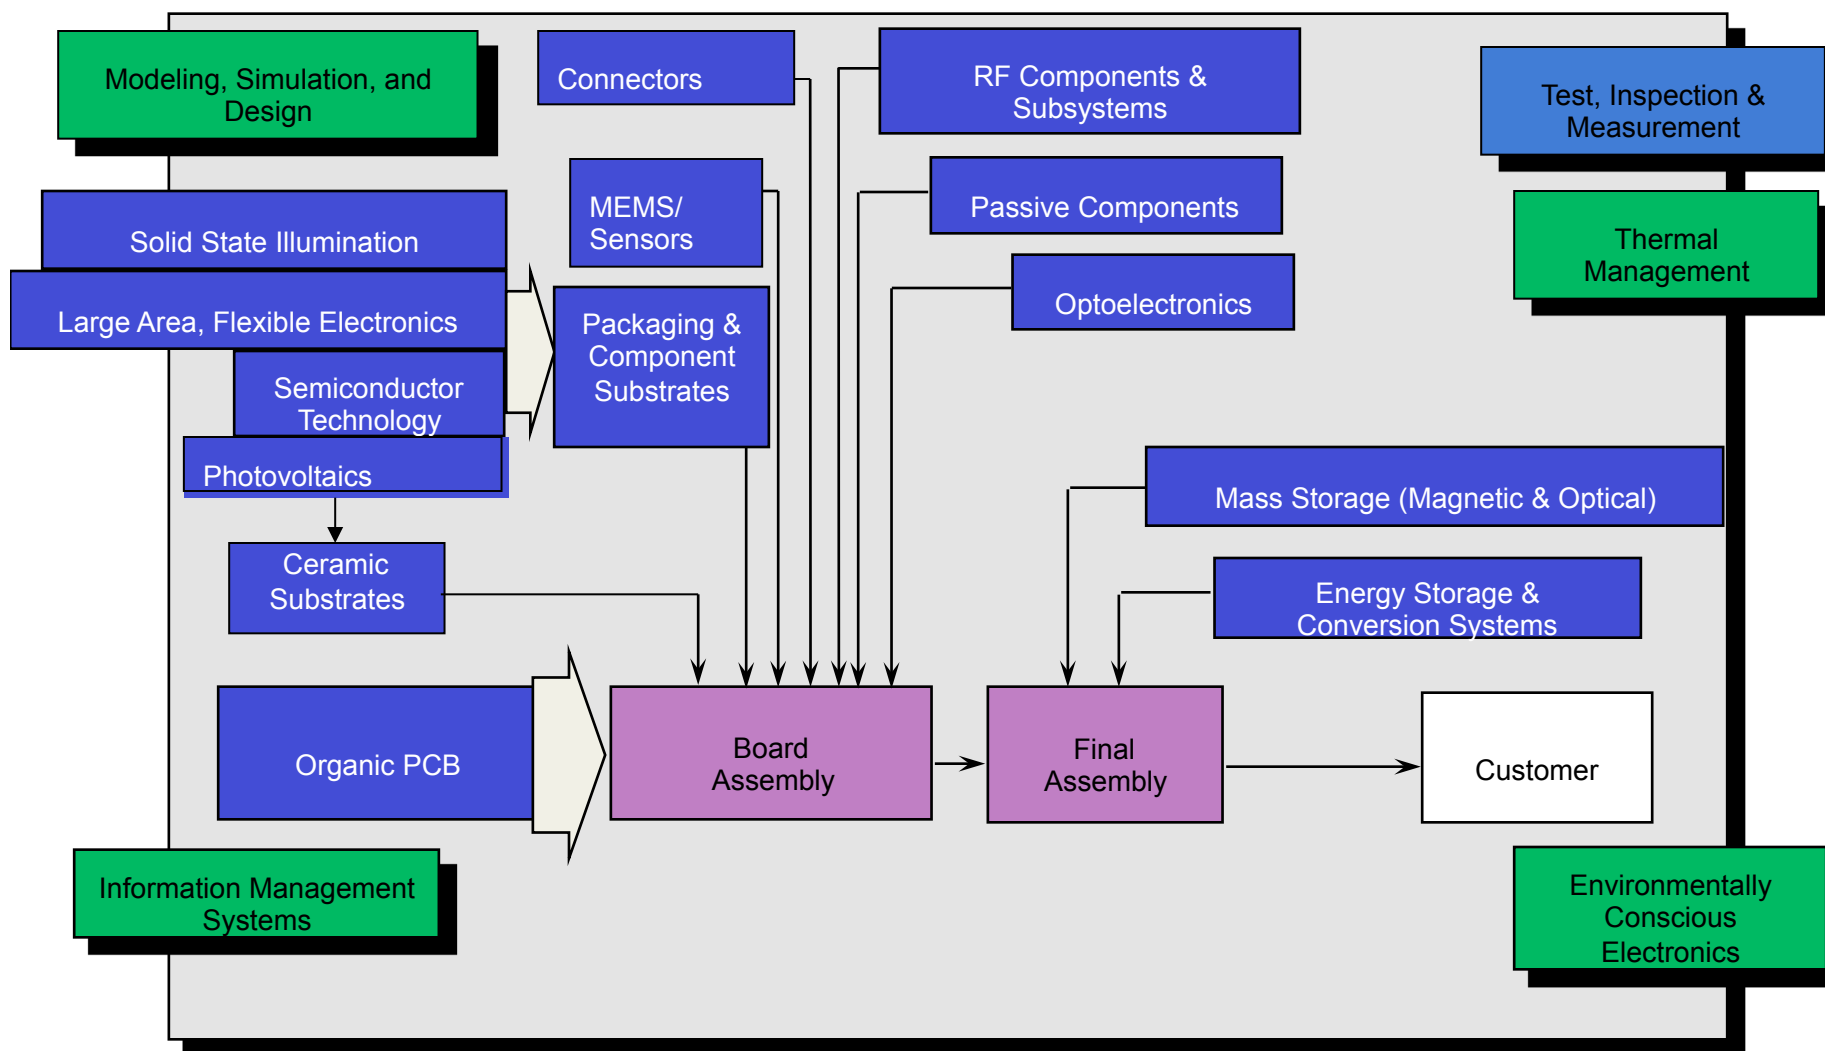 Modeling, Simulation, and
Design
Connectors
RF Components &
Subsystems
Test, Inspection &
Measurement
Solid State Illumination
MEMS/
Sensors
Passive Components
Thermal
Management
Large Area, Flexible Electronics
Packaging &
Component
Substrates
Optoelectronics
Semiconductor
Technology
Photovoltaics
Mass Storage (Magnetic & Optical)
Ceramic
Substrates
Energy Storage &
Conversion Systems
Organic PCB
Board
Assembly
Final
Assembly
Customer
Information Management
Systems
Environmentally
Conscious
Electronics